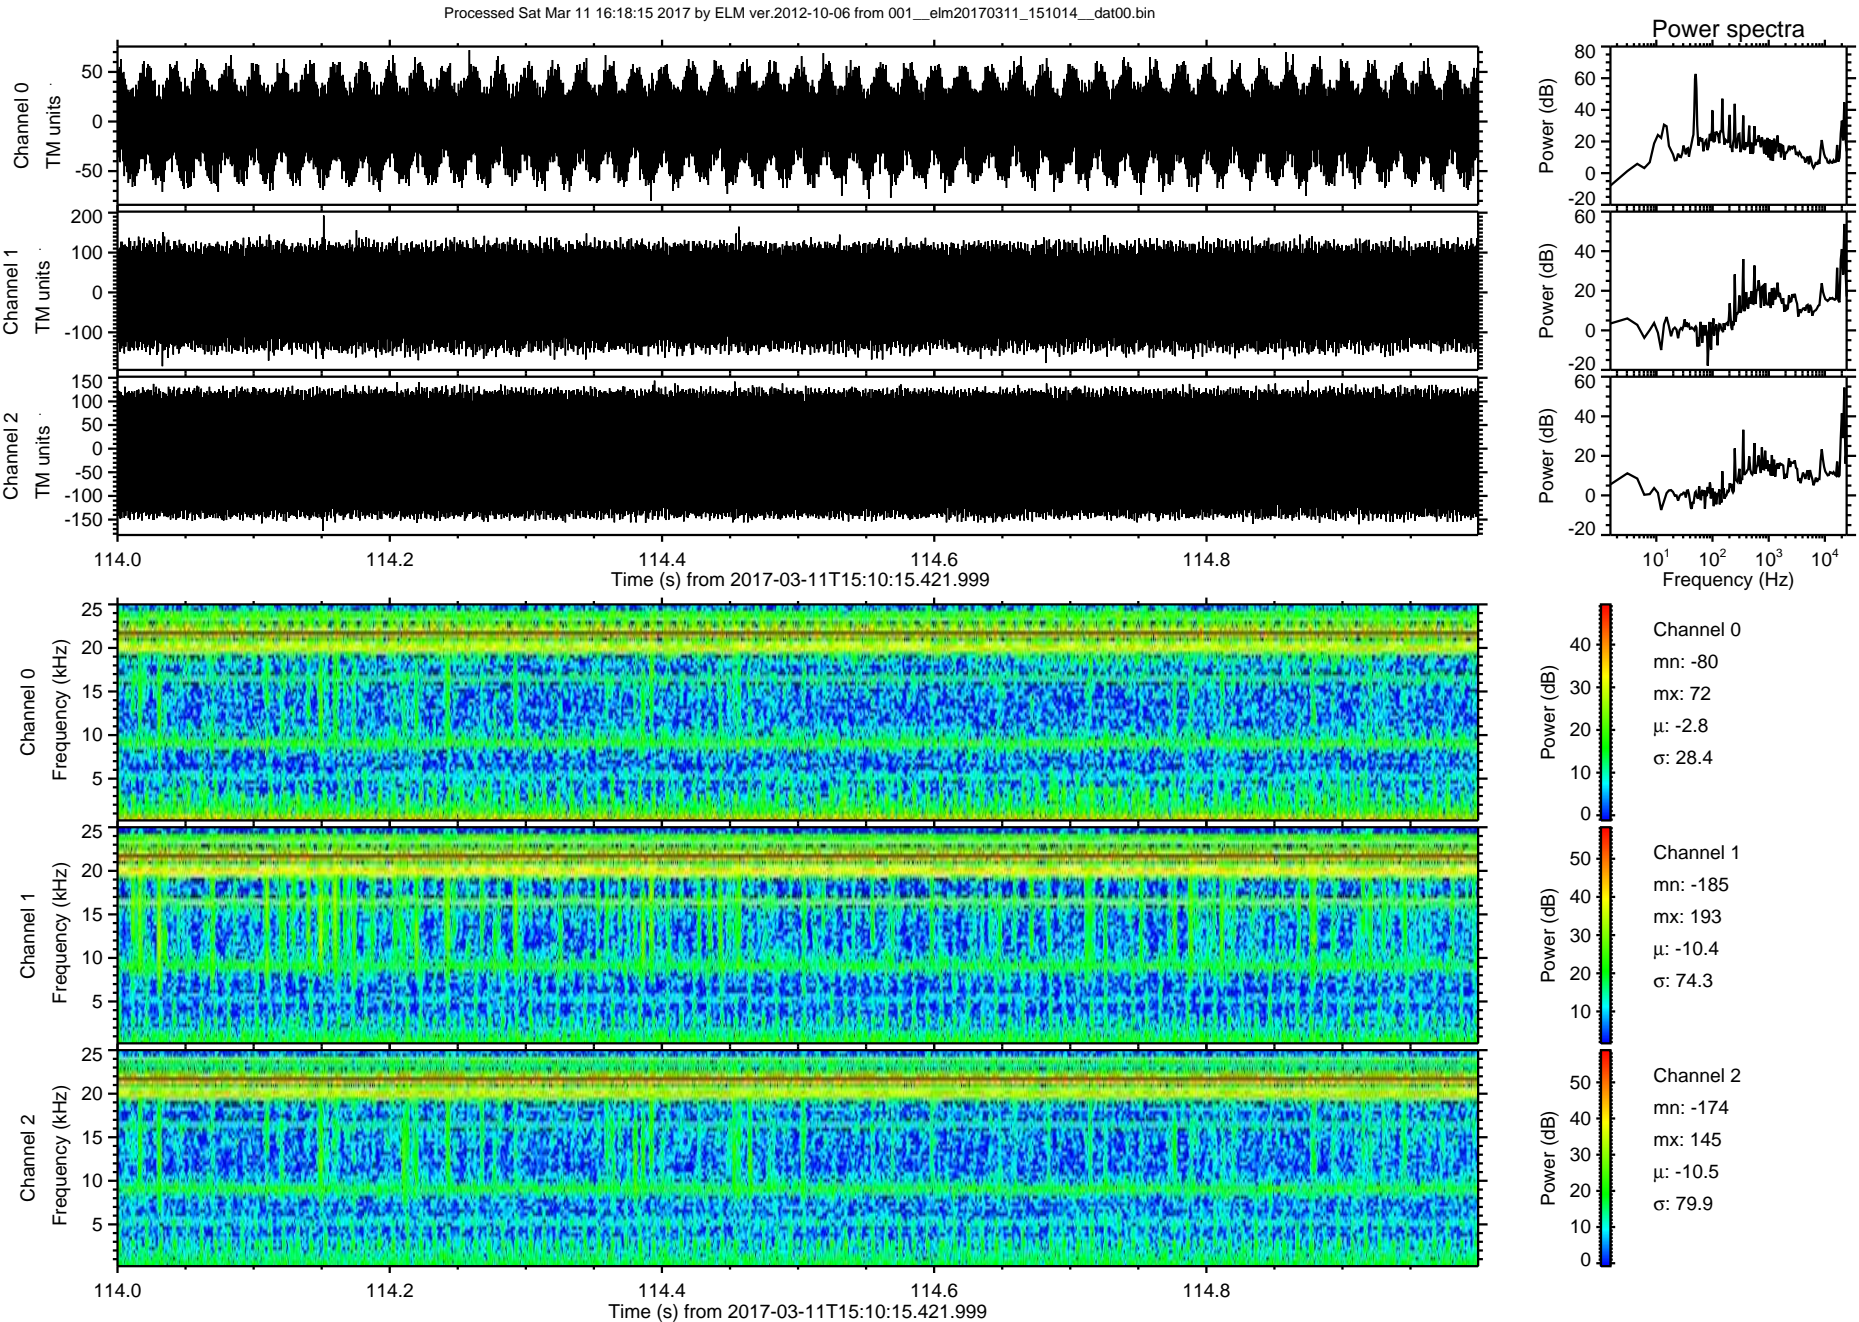 Processed Sat Mar 11 16:18:15 2017 by ELM ver.2012-10-06 from 001__elm20170311_151014__dat00.bin
Power spectra
Channel 0
TM units
50
0
-50
Power (dB)
80
60
40
20
0
-20
Channel 1
TM units
200
100
0
-100
Power (dB)
60
40
20
0
-20
Channel 2
TM units
150
100
50
0
-50
-100
-150
Power (dB)
60
40
20
0
-20
114.0 114.2 114.4 114.6 114.8
Time (s) from 2017-03-11T15:10:15.421.999
10^1 10^2 10^3 10^4
Frequency (Hz)
Channel 0
Frequency (kHz)
25
20
15
10
5
Power (dB)
40
30
20
10
0
Channel 0
mn: -80
mx: 72
μ: -2.8
σ: 28.4
Channel 1
Frequency (kHz)
25
20
15
10
5
Power (dB)
50
40
30
20
10
Channel 1
mn: -185
mx: 193
μ: -10.4
σ: 74.3
Channel 2
Frequency (kHz)
25
20
15
10
5
Power (dB)
50
40
30
20
10
0
Channel 2
mn: -174
mx: 145
μ: -10.5
σ: 79.9
114.0 114.2 114.4 114.6 114.8
Time (s) from 2017-03-11T15:10:15.421.999